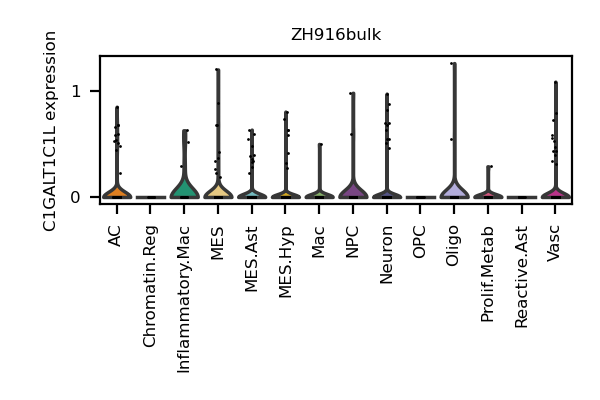 ZH916bulk
C1GALT1C1L expression
1
0
AC
Chromatin.Reg
Inflammatory.Mac
MES
MES.Ast
MES.Hyp
Mac
NPC
Neuron
OPC
Oligo
Prolif.Metab
Reactive.Ast
Vasc